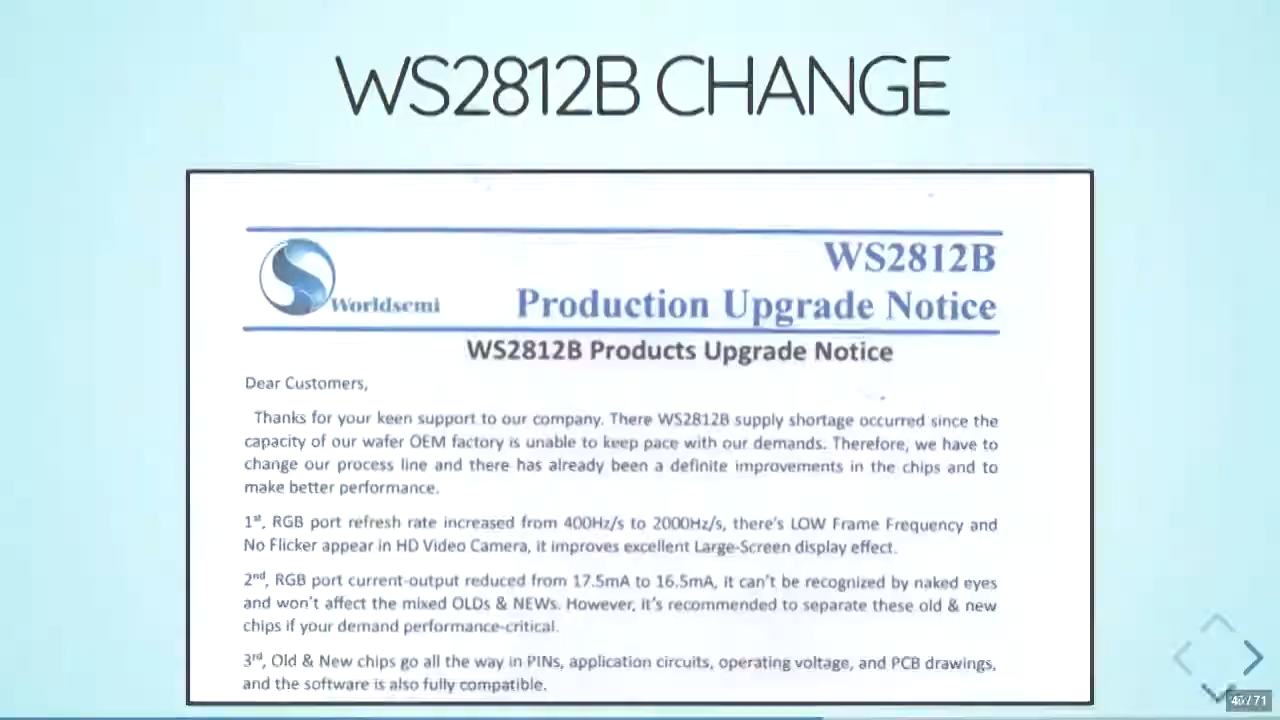 WS2812B CHANGE
WS2812B
Worldsemi
Production Upgrade Notice
WS2812B Products Upgrade Notice
Dear Customers,
Thanks for your keen support to our company. There WS2812B supply shortage occurred since the
capacity of our wafer OEM factory is unable to keep pace with our demands. Therefore, we have to
change our process line and there has already been a definite improvements in the chips and to
make better performance.
1st, RGB port refresh rate increased from 400Hz/s to 2000Hz/s, there's LOW Frame Frequency and
No Flicker appear in HD Video Camera, it improves excellent Large-Screen display effect.
2nd, RGB port current-output reduced from 17.5mA to 16.5mA, it can't be recognized by naked eyes
and won't affect the mixed OLDs & NEWs. However, it's recommended to separate these old & new
chips if your demand performance-critical.
3rd, Old & New chips go all the way in PINs, application circuits, operating voltage, and PCB drawings,
and the software is also fully compatible.
/ 71